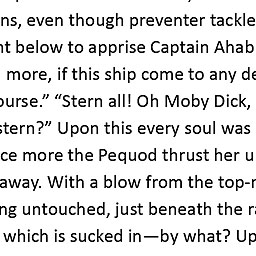 ns, even though preventer tackle
nt below to apprise Captain Ahab
more, if this ship come to any de
ourse.” “Stern all! Oh Moby Dick,
stern?” Upon this every soul was
ce more the Pequod thrust her u
away. With a blow from the top-
ng untouched, just beneath the ra
which is sucked in—by what? Up